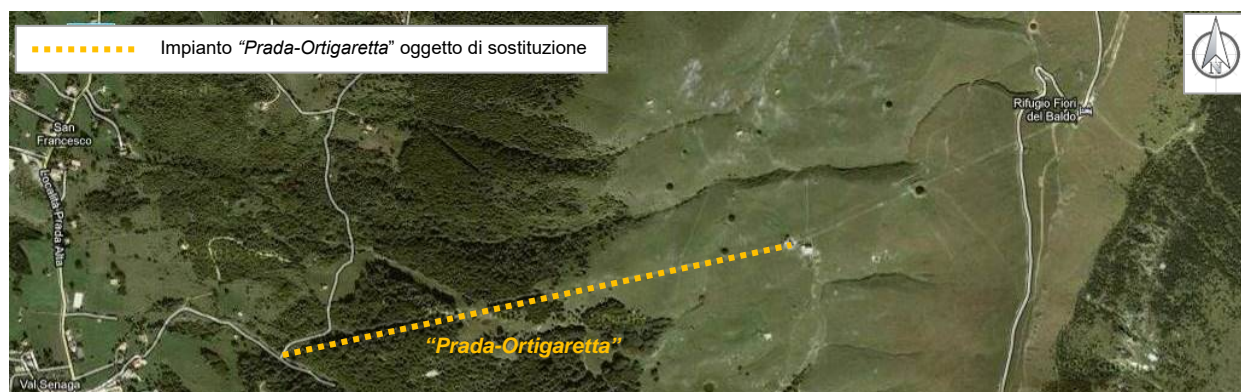 Impianto “Prada-Ortigaretta” oggetto di sostituzione
N
Rifugio Fiori
del Baldo
San
Francesco
Località Prada Alta
“Prada-Ortigaretta”
Val Senaga